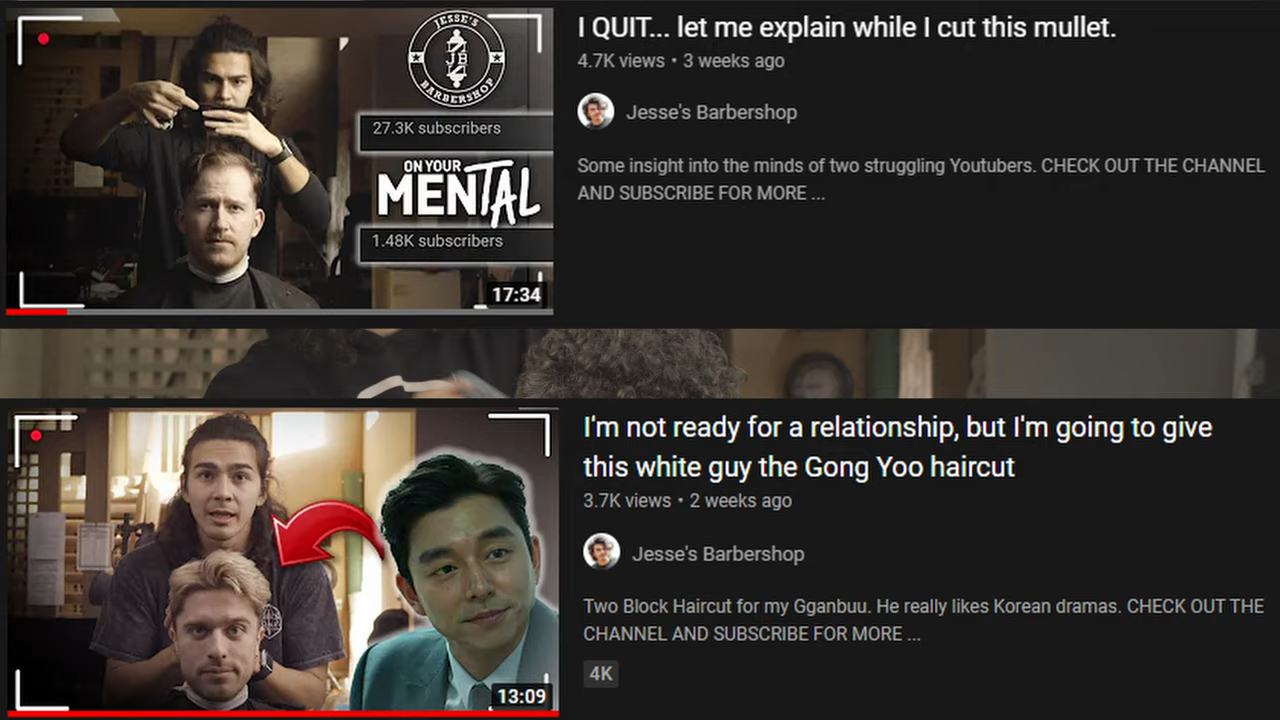 JESSE'S
JB
BARBERSHOP
27.3K subscribers
ON YOUR
MENTAL
1.48K subscribers
17:34
I QUIT... let me explain while I cut this mullet.
4.7K views • 3 weeks ago
Jesse's Barbershop
Some insight into the minds of two struggling Youtubers. CHECK OUT THE CHANNEL
AND SUBSCRIBE FOR MORE ...
13:09
I'm not ready for a relationship, but I'm going to give
this white guy the Gong Yoo haircut
3.7K views • 2 weeks ago
Jesse's Barbershop
Two Block Haircut for my Gganbuu. He really likes Korean dramas. CHECK OUT THE
CHANNEL AND SUBSCRIBE FOR MORE ...
4K